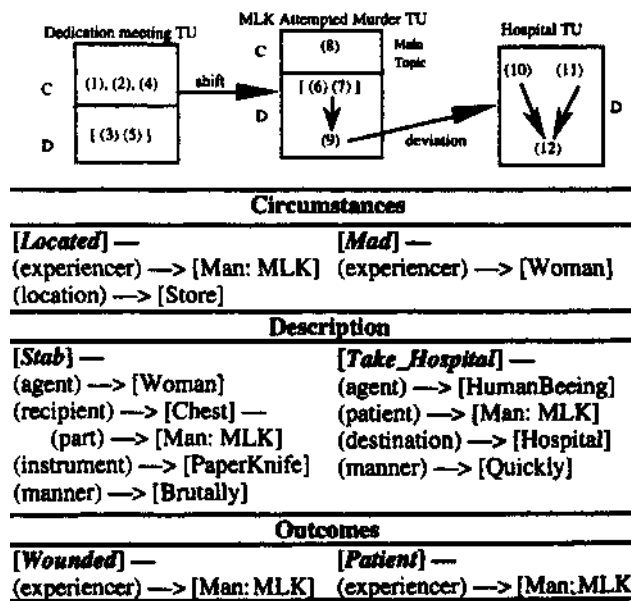 Dedication meeting TU
MLK Attempted Murder TU
Hospital TU
C
(1), (2), (4)
shift
C
(8)
Main
Topic
(10) (11)
D
[ (3) (5) ]
D
[ (6) (7) ]
(9)
deviation
(12)
D
Circumstances
[Located] — [Mad] —
(experiencer) —> [Man: MLK] (experiencer) —> [Woman]
(location) —> [Store]
Description
[Stab] — [Take_Hospital] —
(agent) —> [Woman] (agent) —> [HumanBeeing]
(recipient) —> [Chest] — (patient) —> [Man: MLK]
(part) —> [Man: MLK] (destination) —> [Hospital]
(instrument) —> [PaperKnife] (manner) —> [Quickly]
(manner) —> [Brutally]
Outcomes
[Wounded] — [Patient] —
(experiencer) —> [Man: MLK] (experiencer) —> [Man:MLK